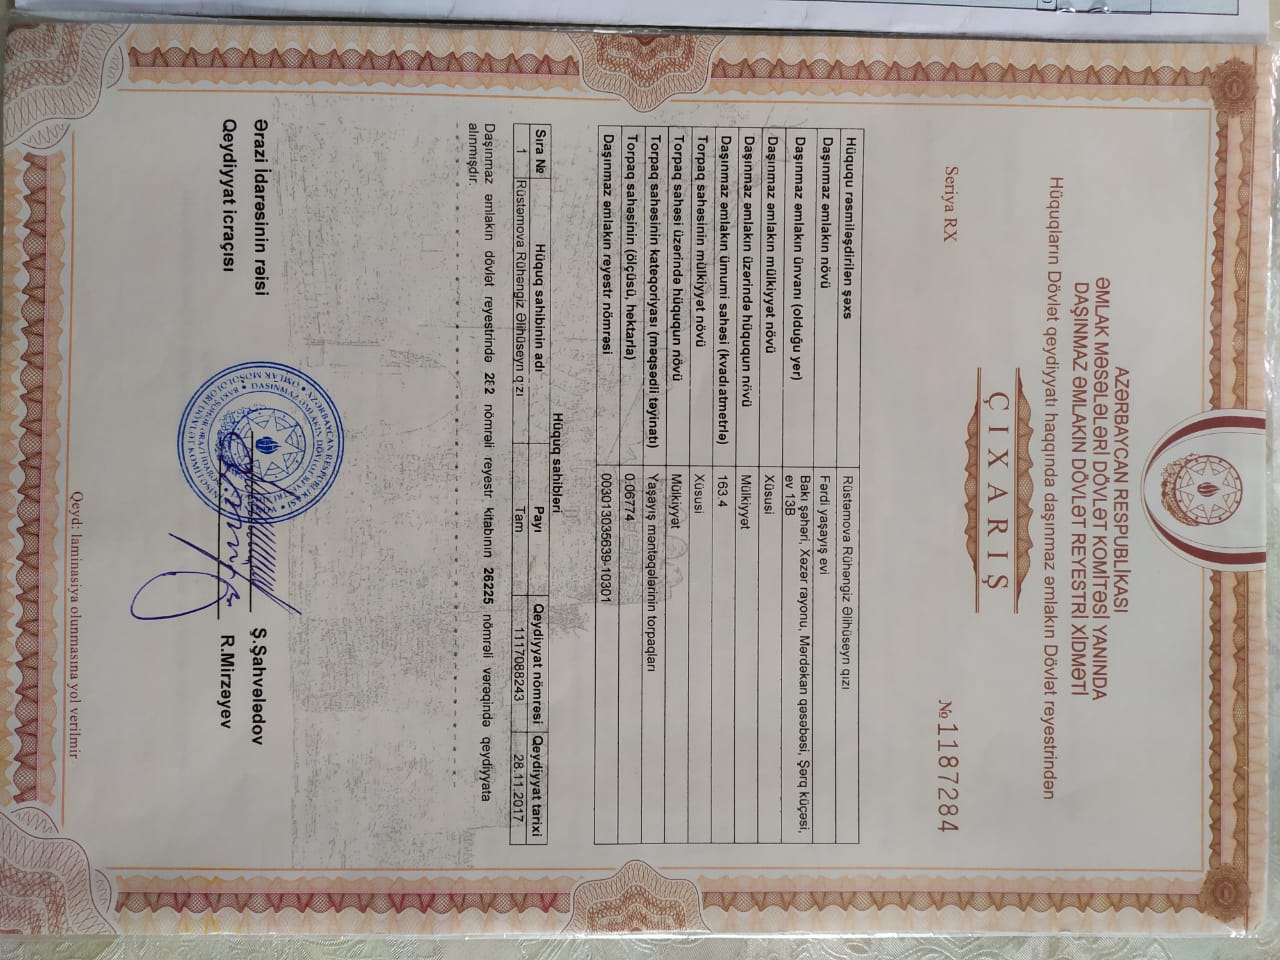 AZƏRBAYCAN RESPUBLİKASI
ƏMLAK MƏSƏLƏLƏRİ DÖVLƏT KOMİTƏSİ YANINDA
DAŞINMAZ ƏMLAKIN DÖVLƏT REYESTRİ XİDMƏTİ
Hüquqların Dövlət qeydiyyatı haqqında daşınmaz əmlakın Dövlət reyestrindən
ÇIXARIŞ
Seriya RX № 1187284
Hüququ rəsmiləşdirilən şəxs Rüstəmova Rühəngiz Əlihüseyn qızı
Daşınmaz əmlakın növü Fərdi yaşayış evi
Daşınmaz əmlakın ünvanı (olduğu yer) Bakı şəhəri, Xəzər rayonu, Mərdəkan qəsəbəsi, Şərq küçəsi,
ev 13B
Daşınmaz əmlakın mülkiyyət növü Xüsusi
Daşınmaz əmlakın üzərində hüququn növü Mülkiyyət
Daşınmaz əmlakın ümumi sahəsi (kvadratmetrlə) 163.4
Torpaq sahəsinin mülkiyyət növü Xüsusi
Torpaq sahəsi üzərində hüququn növü Mülkiyyət
Torpaq sahəsinin kateqoriyası (məqsədli təyinatı) Yaşayış məntəqələrinin torpaqları
Torpaq sahəsinin (ölçüsü, hektarla) 0.06774
Daşınmaz əmlakın reyestr nömrəsi 003013035639-10301
Hüquq sahibləri
Sıra № Hüquq sahibinin adı Payı Qeydiyyat nömrəsi Qeydiyyat tarixi
1 Rüstəmova Rühəngiz Əlihüseyn qızı Tam 1117088243 28.11.2017
Daşınmaz əmlakın dövlət reyestrində 282 nömrəli reyestr kitabının 26225 nömrəli vərəqində qeydiyyata
alınmışdır.
Ərazi İdarəsinin rəisi Ş.Şahvələdov
Qeydiyyat icraçısı R.Mirzəyev
Qeyd: laminasiya olunmasına yol verilmir